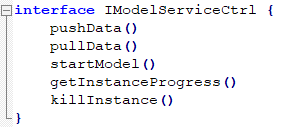 interface IModelServiceCtrl {
pushData()
pullData()
startModel()
getInstanceProgress()
killInstance()
}